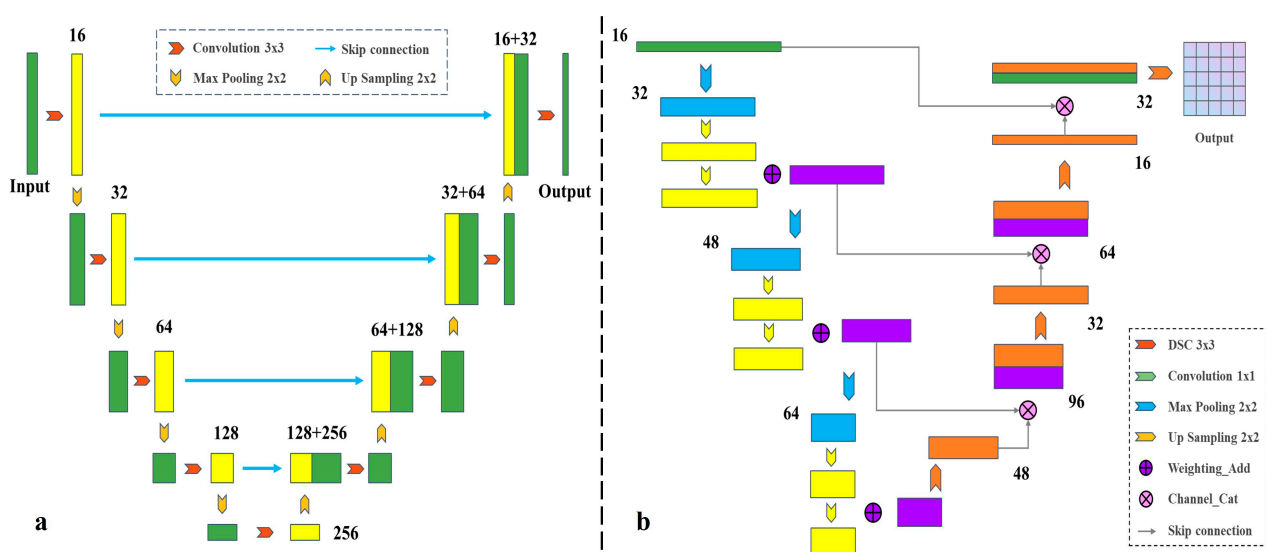 16
Convolution 3x3
Skip connection
Max Pooling 2x2
Up Sampling 2x2
16+32
Input
Output
32
32+64
64
64+128
128
128+256
256
a
16
32
48
64
32
Output
16
64
32
96
48
b
DSC 3x3
Convolution 1x1
Max Pooling 2x2
Up Sampling 2x2
Weighting_Add
Channel_Cat
Skip connection